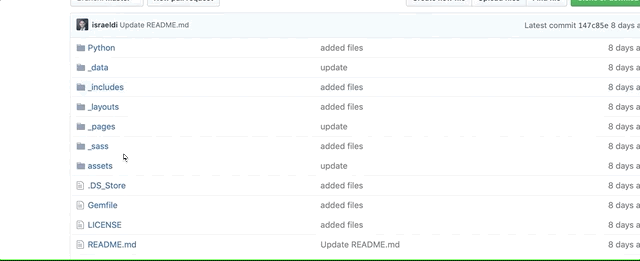 israeldi Update README.md Latest commit 147c85e 8 days a
Python added files 8 days a
_data update 8 days a
_includes added files 8 days a
_layouts added files 8 days a
_pages update 8 days a
_sass added files 8 days a
assets update 8 days a
.DS_Store added files 8 days a
Gemfile added files 8 days a
LICENSE added files 8 days a
README.md Update README.md 8 days a